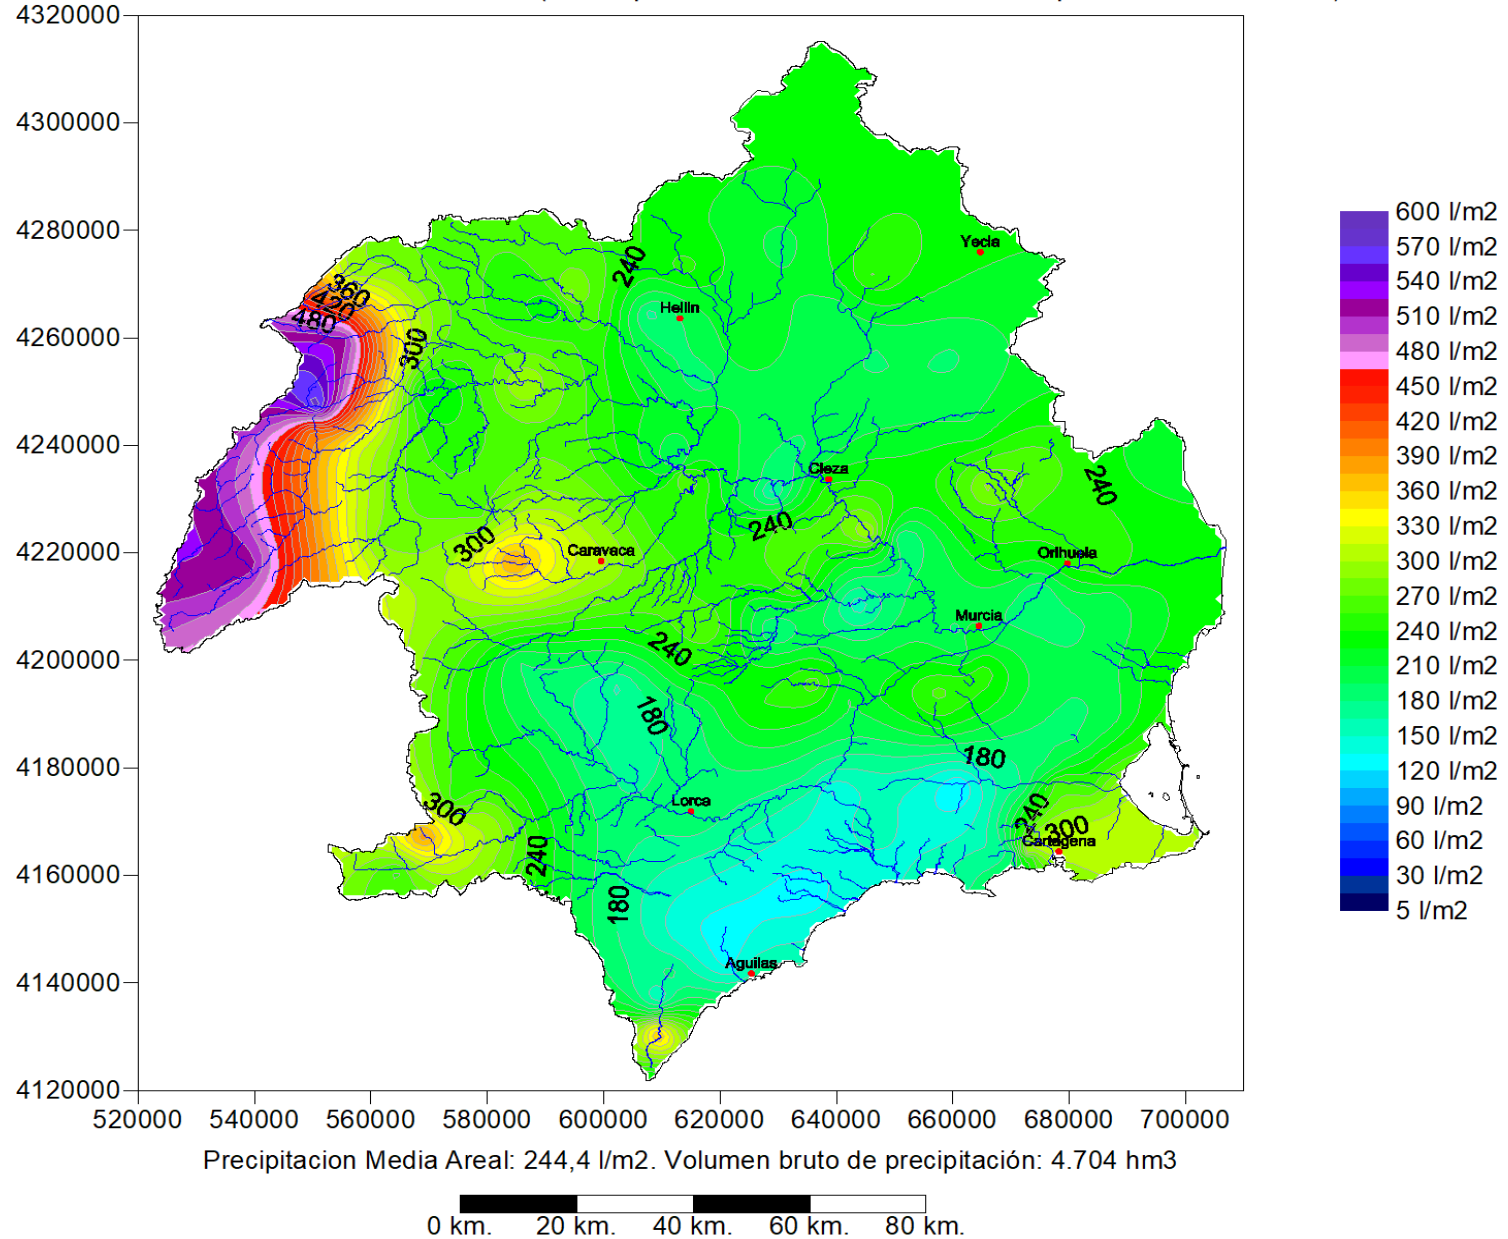 4320000
4300000
4280000
4260000
4240000
4220000
4200000
4180000
4160000
4140000
4120000
520000 540000 560000 580000 600000 620000 640000 660000 680000 700000
Yecla
240
Hellin
360
420
480
300
Cieza
240
240
300
Caravaca
Orihuela
Murcia
240
180
180
Lorca
300
240
300
Cartagena
240
180
Aguilas
600 l/m2
570 l/m2
540 l/m2
510 l/m2
480 l/m2
450 l/m2
420 l/m2
390 l/m2
360 l/m2
330 l/m2
300 l/m2
270 l/m2
240 l/m2
210 l/m2
180 l/m2
150 l/m2
120 l/m2
90 l/m2
60 l/m2
30 l/m2
5 l/m2
Precipitacion Media Areal: 244,4 l/m2. Volumen bruto de precipitación: 4.704 hm3
0 km. 20 km. 40 km. 60 km. 80 km.